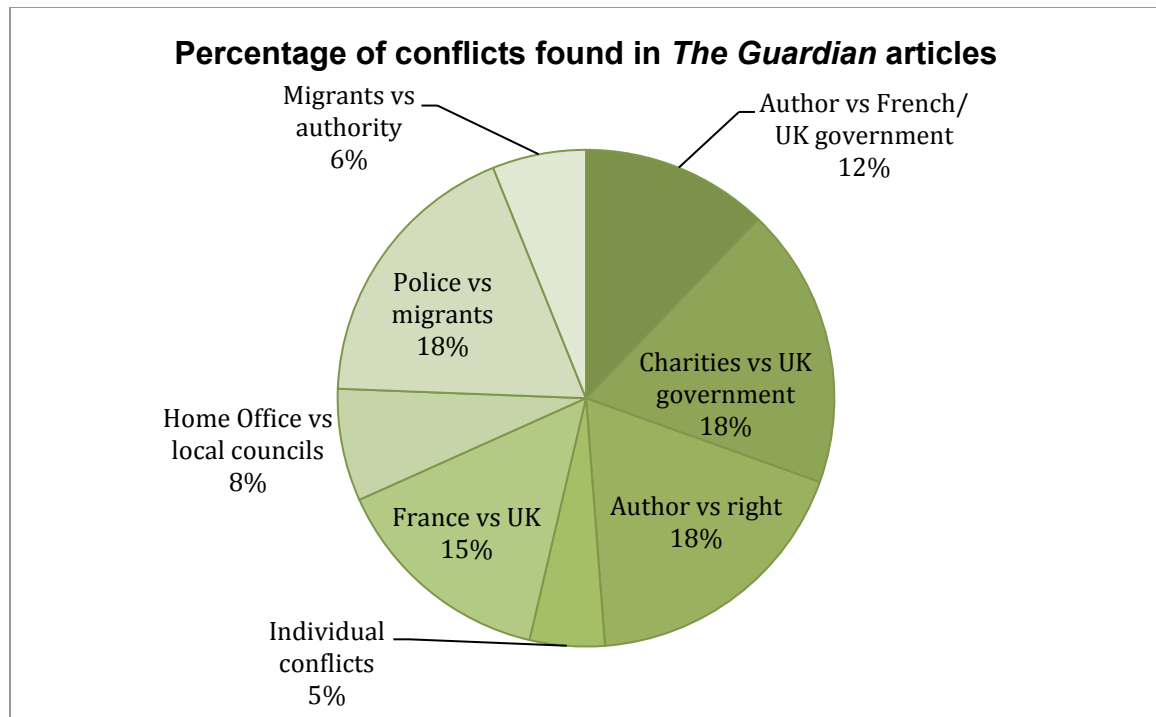 Percentage of conflicts found in The Guardian articles
Migrants vs
authority
6%
Author vs French/
UK government
12%
Police vs
migrants
18%
Charities vs UK
government
18%
Home Office vs
local councils
8%
France vs UK
15%
Author vs right
18%
Individual
conflicts
5%